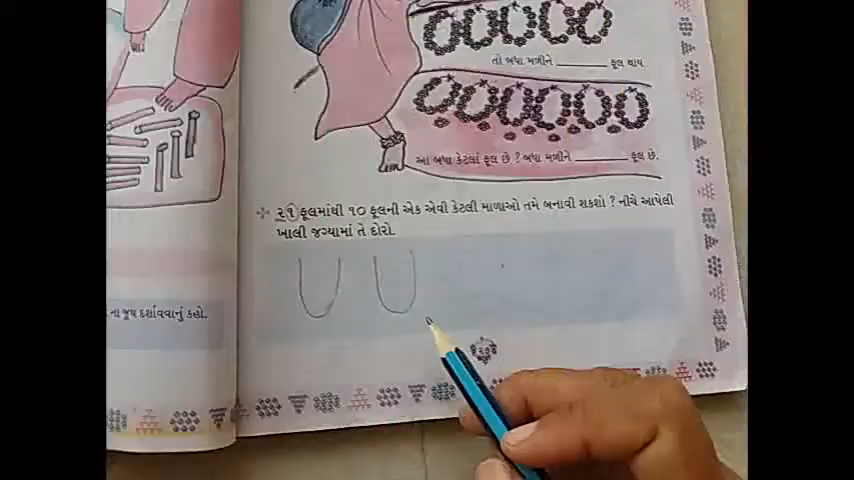 તો બધા મળીને ______ ફૂલ થાય
આ બધા કેટલાં ફૂલ છે ? બધા મળીને ______ ફૂલ છે.
૨૧ ફૂલમાંથી ૧૦ ફૂલની એક એવી કેટલી માળાઓ તમે બનાવી શકશો ? નીચે આપેલી
ખાલી જગ્યામાં તે દોરો.
ના જૂથ દર્શાવવાનું કહો.